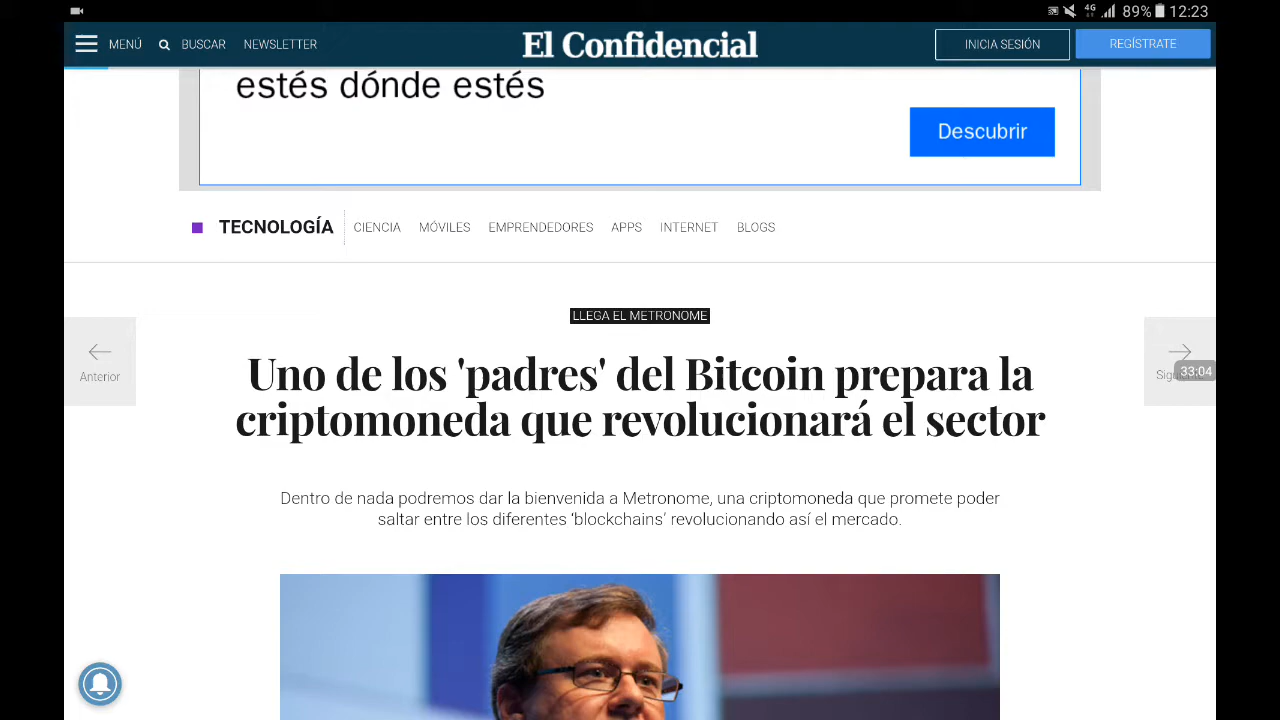 4G 89% 12:23
MENÚ BUSCAR NEWSLETTER El Confidencial INICIA SESIÓN REGÍSTRATE
estés dónde estés
Descubrir
TECNOLOGÍA CIENCIA MÓVILES EMPRENDEDORES APPS INTERNET BLOGS
LLEGA EL METRONOME
Uno de los 'padres' del Bitcoin prepara la
criptomoneda que revolucionará el sector
Anterior
33:04
Dentro de nada podremos dar la bienvenida a Metronome, una criptomoneda que promete poder
saltar entre los diferentes ‘blockchains’ revolucionando así el mercado.